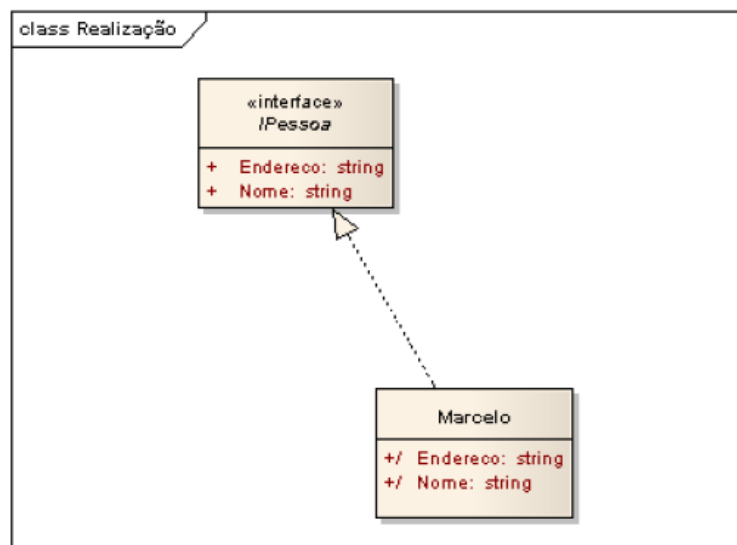 class Realização
«interface»
IPessoa
+ Endereco: string
+ Nome: string
Marcelo
+/ Endereco: string
+/ Nome: string